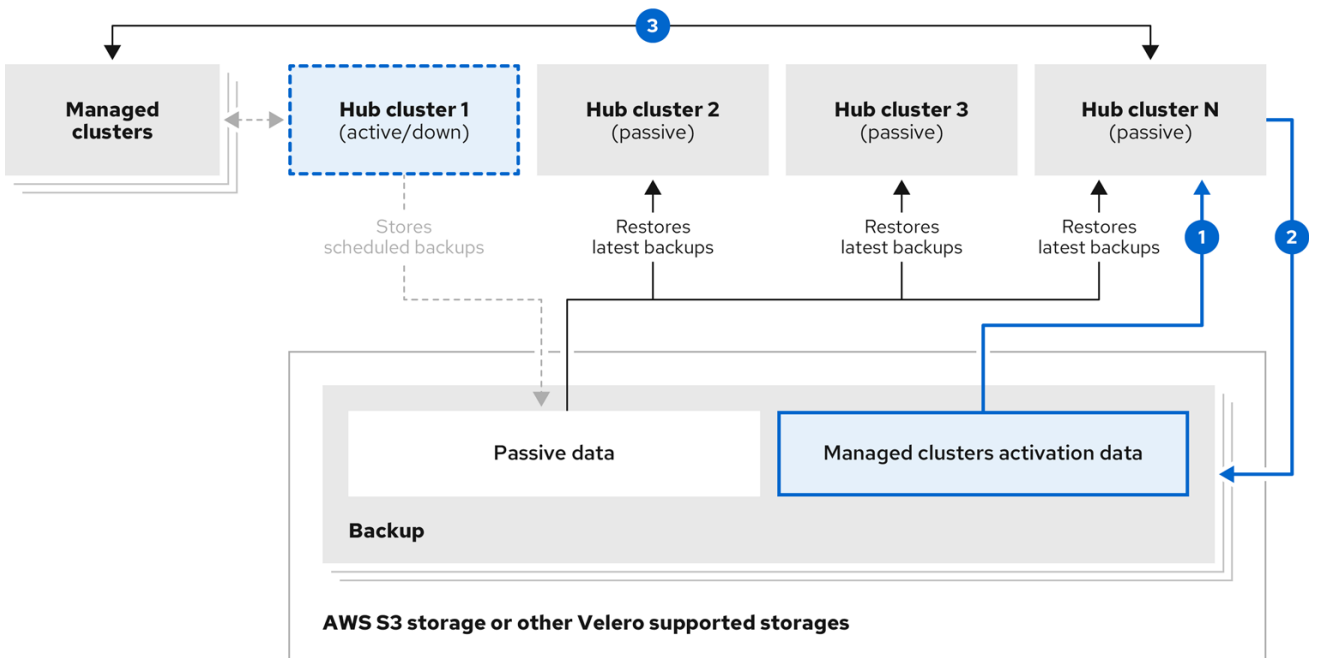 3
Managed
clusters
Hub cluster 1
(active/down)
Hub cluster 2
(passive)
Hub cluster 3
(passive)
Hub cluster N
(passive)
Stores
scheduled backups
Restores
latest backups
Restores
latest backups
Restores
latest backups
1
2
Passive data
Managed clusters activation data
Backup
AWS S3 storage or other Velero supported storages